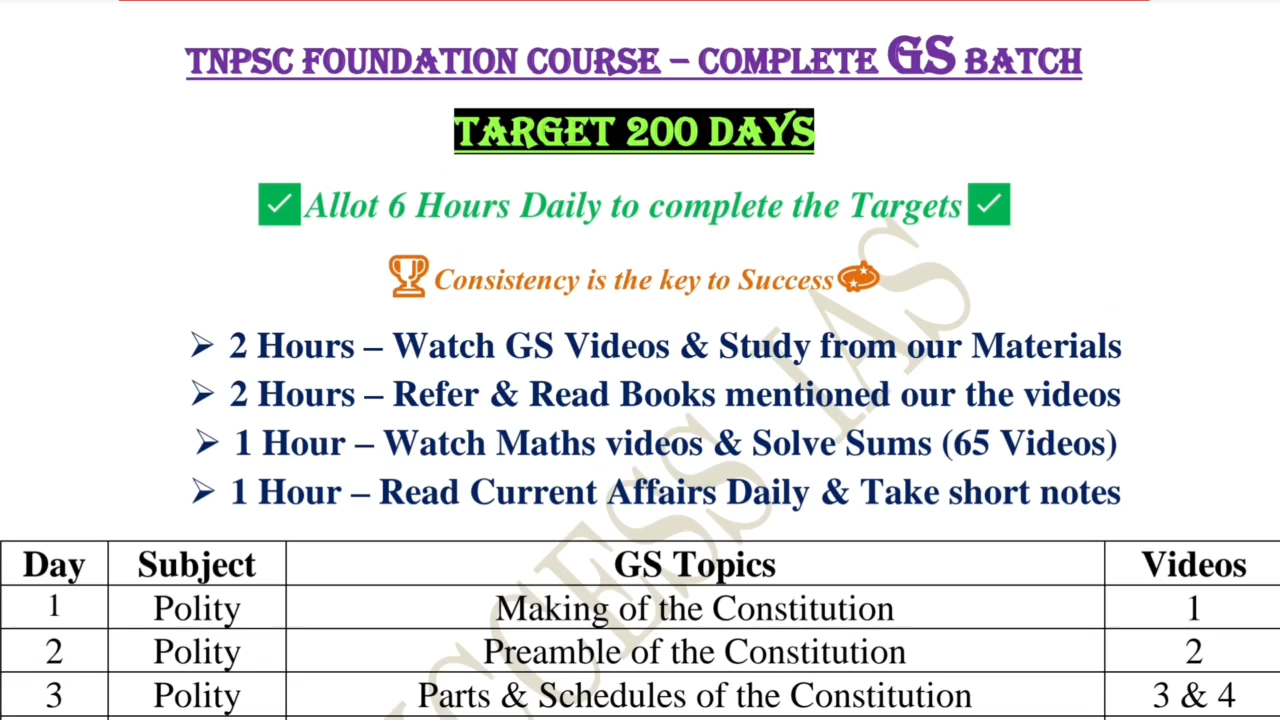 TNPSC FOUNDATION COURSE – COMPLETE GS BATCH
TARGET 200 DAYS
✅Allot 6 Hours Daily to complete the Targets✅
🏆Consistency is the key to Success💫
➢ 2 Hours – Watch GS Videos & Study from our Materials
➢ 2 Hours – Refer & Read Books mentioned our the videos
➢ 1 Hour – Watch Maths videos & Solve Sums (65 Videos)
➢ 1 Hour – Read Current Affairs Daily & Take short notes
Day Subject GS Topics Videos
1 Polity Making of the Constitution 1
2 Polity Preamble of the Constitution 2
3 Polity Parts & Schedules of the Constitution 3 & 4
CCESS IAS